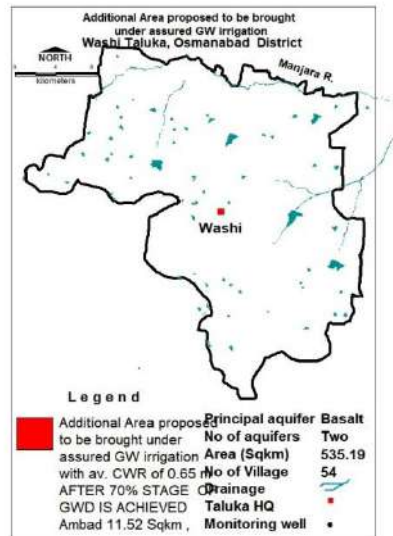 Additional Area proposed to be brought
under assured GW irrigation
Washi Taluka, Osmanabad District
NORTH
kilometers
Manjara R.
Washi
Legend
Additional Area proposed
to be brought under
assured GW irrigation
with av. CWR of 0.65 m
AFTER 70% STAGE OF
GWD IS ACHIEVED
Ambad 11.52 Sqkm ,
Principal aquifer Basalt
No of aquifers Two
Area (Sqkm) 535.19
No of Village 54
Drainage
Taluka HQ
Monitoring well